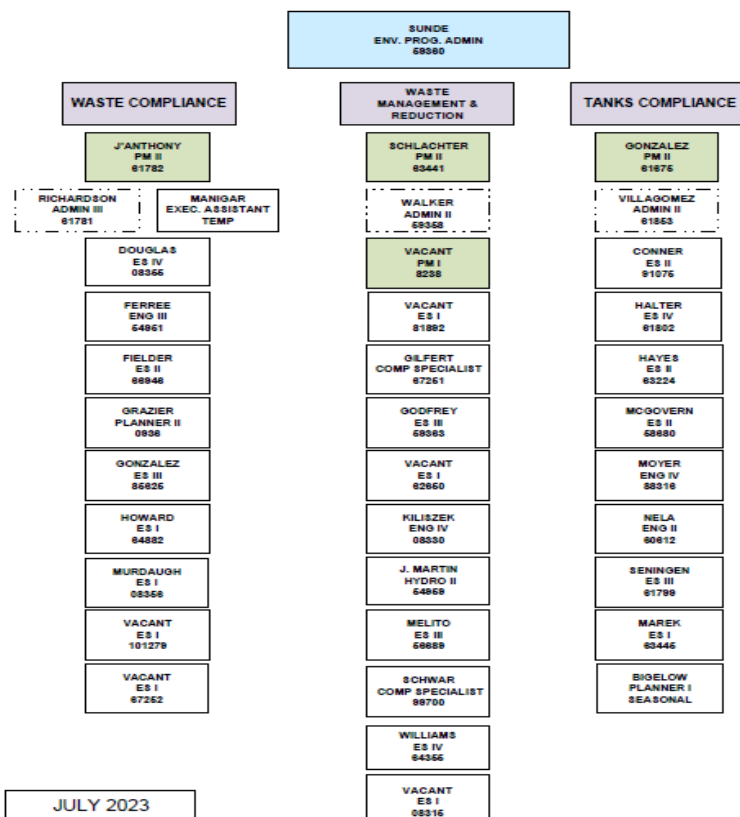 SUNDE
ENV. PROG. ADMIN
59360
WASTE COMPLIANCE
J'ANTHONY
PM II
61782
RICHARDSON
ADMIN III
61781
MANIGAR
EXEC. ASSISTANT
TEMP
DOUGLAS
ES IV
08355
FERREE
ENG III
54951
FIELDER
ES II
66946
GRAZIER
PLANNER II
0936
GONZALEZ
ES III
85625
HOWARD
ES I
64882
MURDAUGH
ES I
08356
VACANT
ES I
101279
VACANT
ES I
67252
WASTE
MANAGEMENT &
REDUCTION
SCHLACHTER
PM II
63441
WALKER
ADMIN II
59358
VACANT
PM I
8238
VACANT
ES I
81892
GILFERT
COMP SPECIALIST
67251
GODFREY
ES III
59363
VACANT
ES I
62650
KILISZEK
ENG IV
08330
J. MARTIN
HYDRO II
54959
MELITO
ES III
56689
SCHWAR
COMP SPECIALIST
99700
WILLIAMS
ES IV
64355
VACANT
ES I
08315
TANKS COMPLIANCE
GONZALEZ
PM II
61675
VILLAGOMEZ
ADMIN II
61853
CONNER
ES II
91075
HALTER
ES IV
61802
HAYES
ES II
63224
MCGOVERN
ES II
58680
MOYER
ENG IV
88316
NELA
ENG II
60612
SENINGEN
ES III
61799
MAREK
ES I
63445
BIGELOW
PLANNER I
SEASONAL
JULY 2023